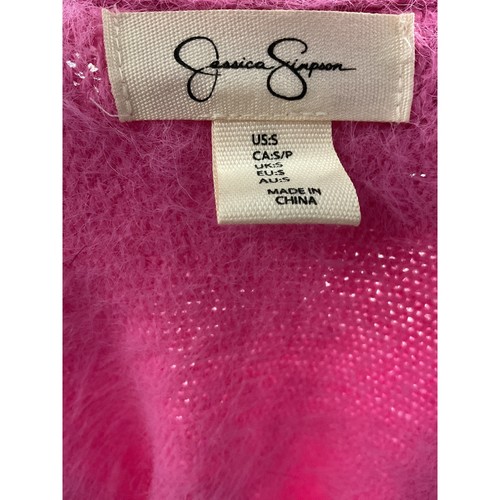 Jessica Simpson
US:S
CA:S/P
UK:S
EU:S
AU:S
MADE IN
CHINA